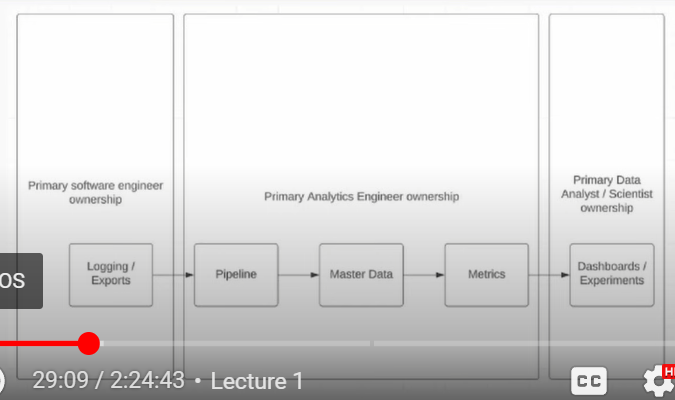 Primary software engineer
ownership
Primary Analytics Engineer ownership
Primary Data
Analyst / Scientist
ownership
Logging /
Exports
Pipeline
Master Data
Metrics
Dashboards /
Experiments
OS
29:09 / 2:24:43 • Lecture 1
CC